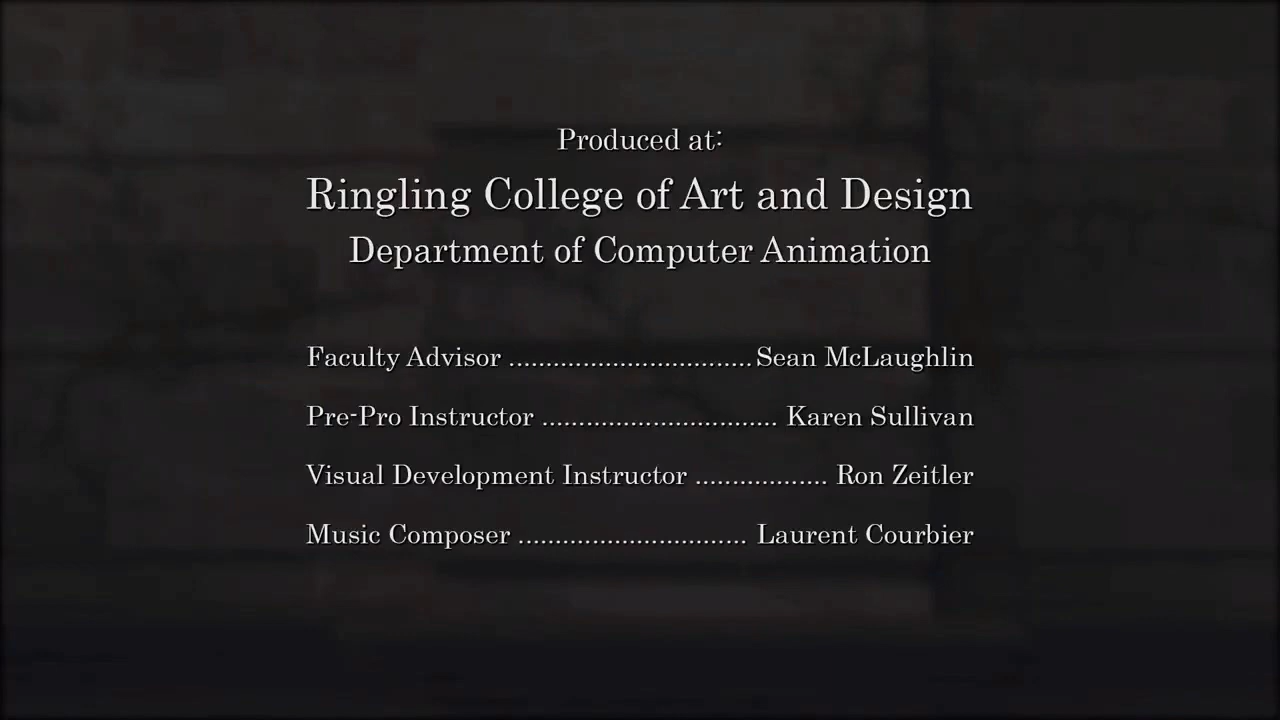 Produced at:
Ringling College of Art and Design
Department of Computer Animation
Faculty Advisor ................................ Sean McLaughlin
Pre-Pro Instructor ............................... Karen Sullivan
Visual Development Instructor .................. Ron Zeitler
Music Composer ............................... Laurent Courbier